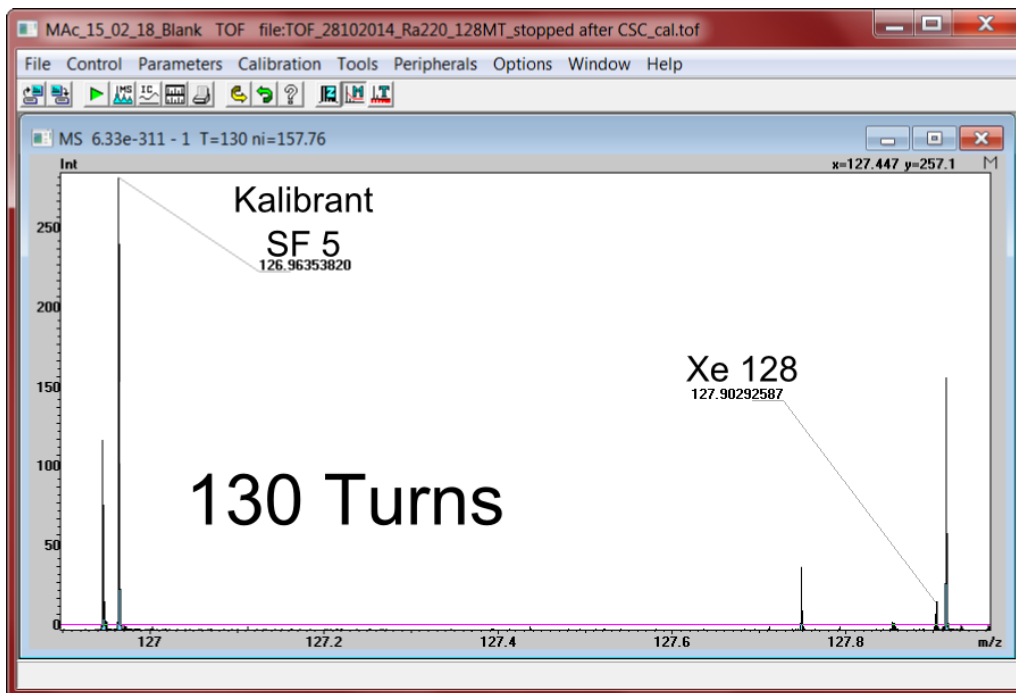 MAc_15_02_18_Blank TOF file:TOF_28102014_Ra220_128MT_stopped after CSC_cal.tof
File Control Parameters Calibration Tools Peripherals Options Window Help
MS 6.33e-311 - 1 T=130 ni=157.76
Int
x=127.447 y=257.1
M
Kalibrant
SF 5
126.96353820
Xe 128
127.90292587
130 Turns
250
200
150
100
50
0
127 127.2 127.4 127.6 127.8 m/z